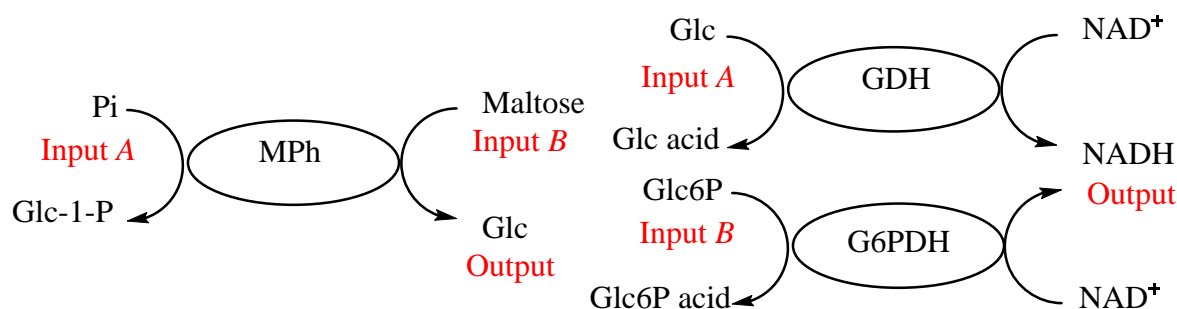 Pi
Input A
Glc-1-P
MPh
Maltose
Input B
Glc
Output
Glc
Input A
Glc acid
GDH
NAD+
NADH
Output
Glc6P
Input B
Glc6P acid
G6PDH
NAD+